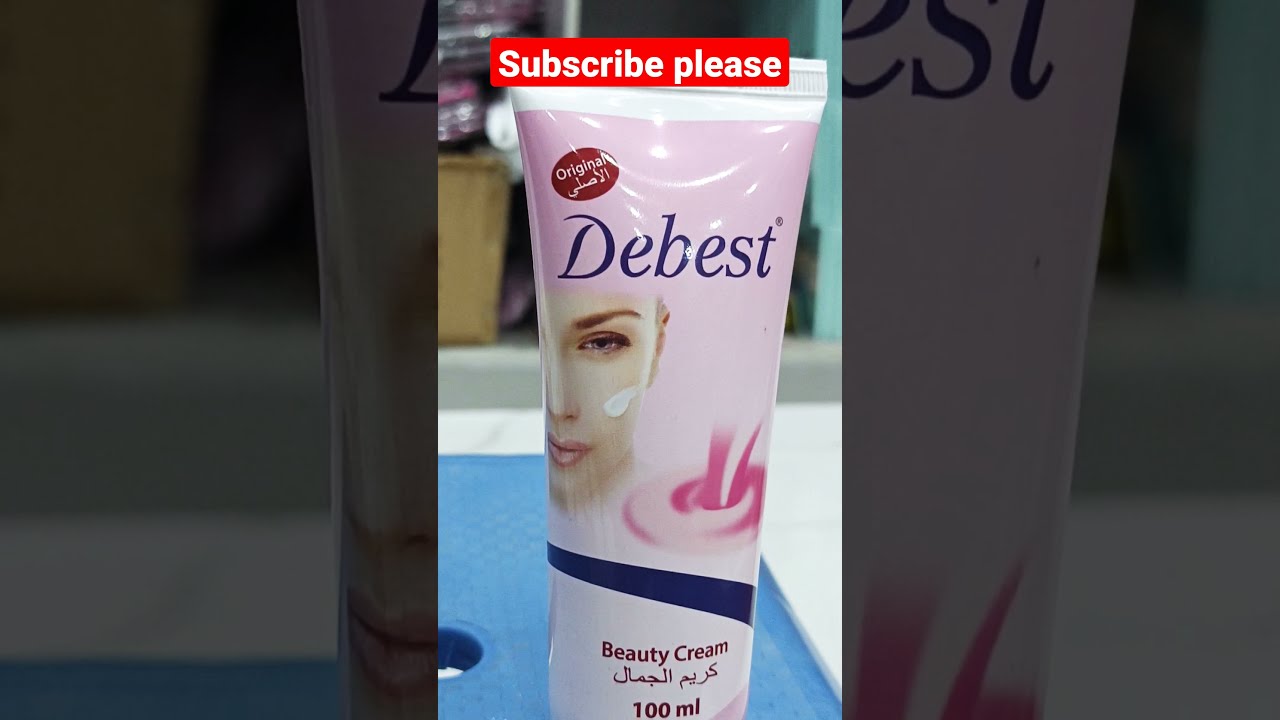 Subscribe please
Original
الأصلي
Debest®
Beauty Cream
كريم الجمال
100 ml